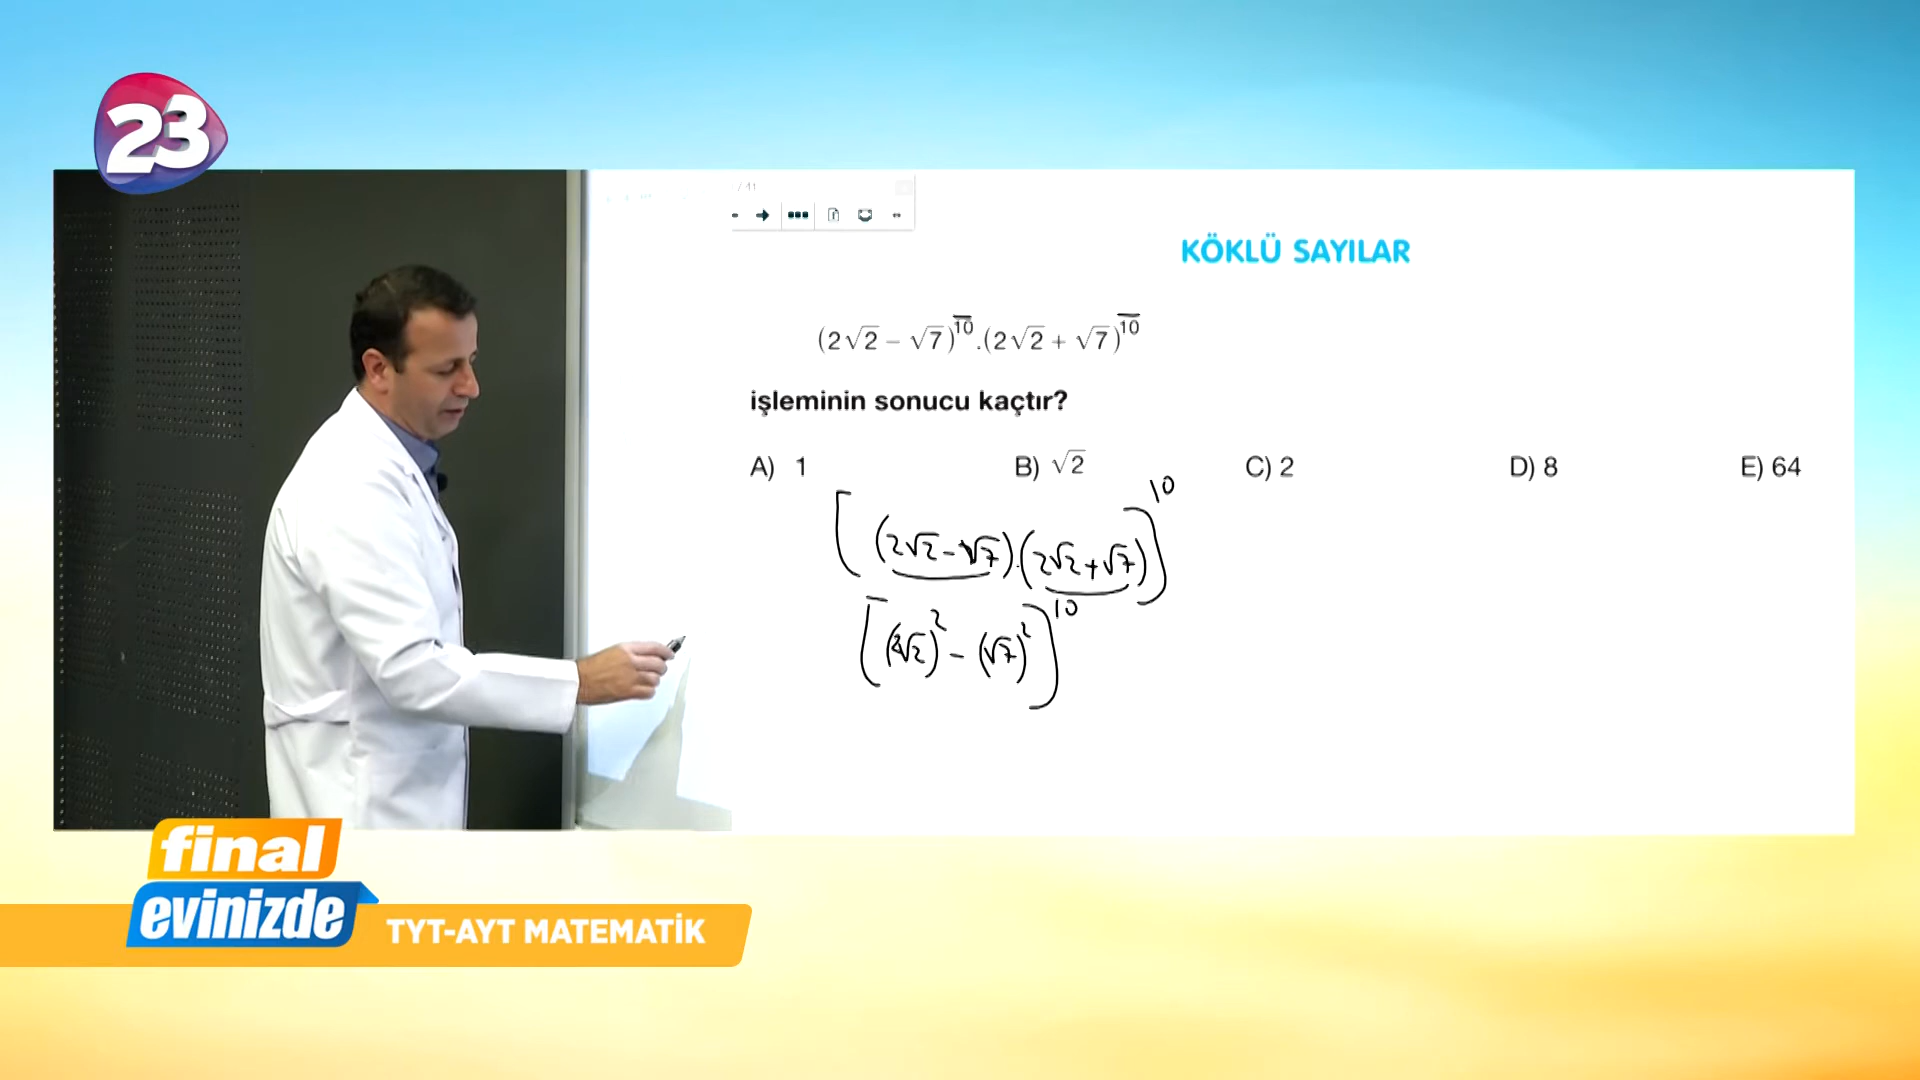 23
/ 41
KÖKLÜ SAYILAR
(2√2 − √7)^10 .(2√2 + √7)^10
işleminin sonucu kaçtır?
A) 1 B) √2 C) 2 D) 8 E) 64
[(2√2-√7).(2√2+√7)]^10
[(2√2)^2 - (√7)^2]^10
final
evinizde
TYT-AYT MATEMATİK